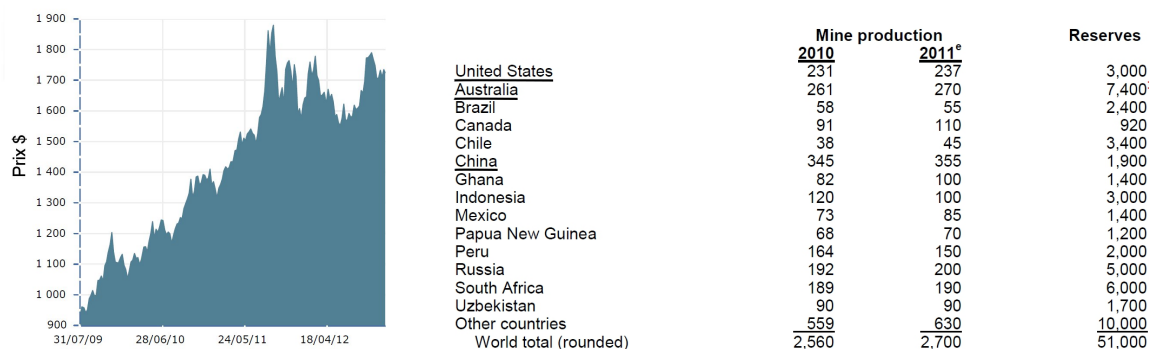 1 900
1 800
1 700
1 600
1 500
1 400
1 300
1 200
1 100
1 000
900
Prix $
31/07/09 28/06/10 24/05/11 18/04/12
Mine production Reserves
2010 2011e
United States 231 237 3,000
Australia 261 270 7,400
Brazil 58 55 2,400
Canada 91 110 920
Chile 38 45 3,400
China 345 355 1,900
Ghana 82 100 1,400
Indonesia 120 100 3,000
Mexico 73 85 1,400
Papua New Guinea 68 70 1,200
Peru 164 150 2,000
Russia 192 200 5,000
South Africa 189 190 6,000
Uzbekistan 90 90 1,700
Other countries 559 630 10,000
World total (rounded) 2,560 2,700 51,000